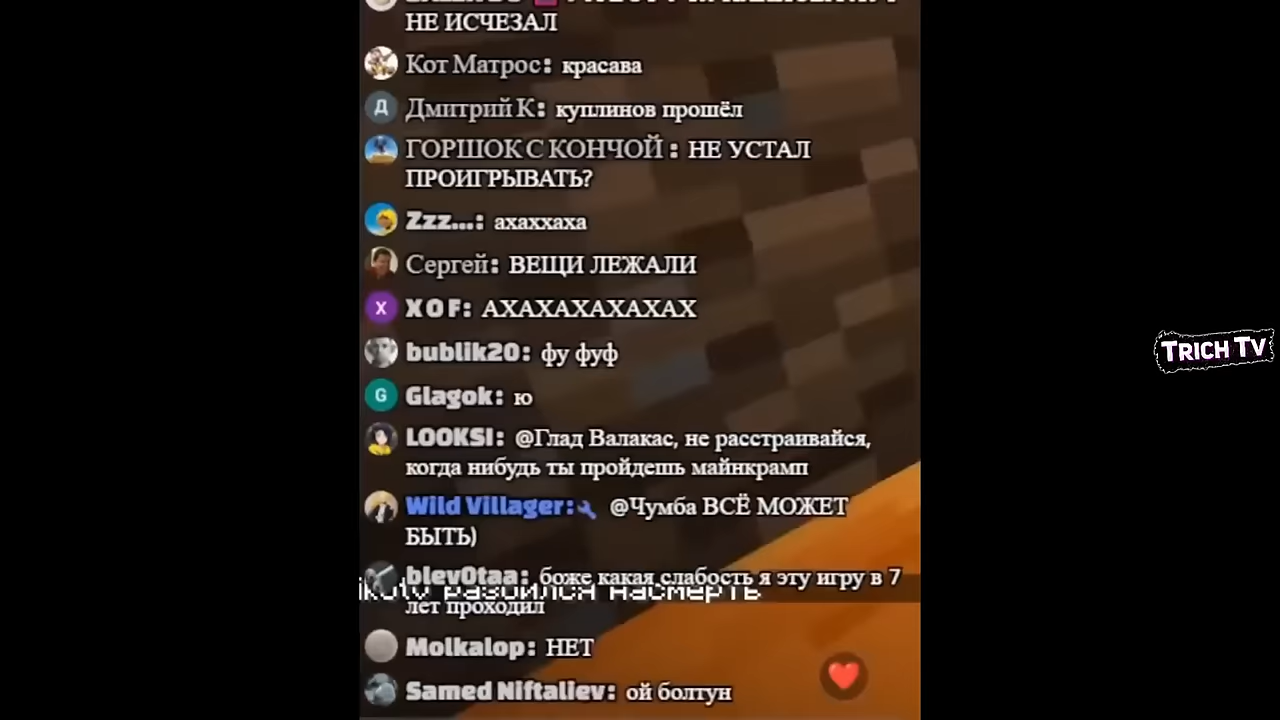 НЕ ИСЧЕЗАЛ
Кот Матрос: красава
Дмитрий К: куплинов прошёл
ГОРШОК С КОНЧОЙ : НЕ УСТАЛ
ПРОИГРЫВАТЬ?
Zzz...: ахаххаха
Сергей: ВЕЩИ ЛЕЖАЛИ
X
X O F: АХАХАХАХАХАХ
bublik20: фу фуф
G
Glagok: ю
LOOKSI: @Глад Валакас, не расстраивайся,
когда нибудь ты пройдешь майнкрамп
Wild Villager: @Чумба ВСЁ МОЖЕТ
БЫТЬ)
blev0taa: боже какая слабость я эту игру в 7
разбился насмерть
лет проходил
Molkalop: НЕТ
Samed Niftaliev: ой болтун
TRICH TV